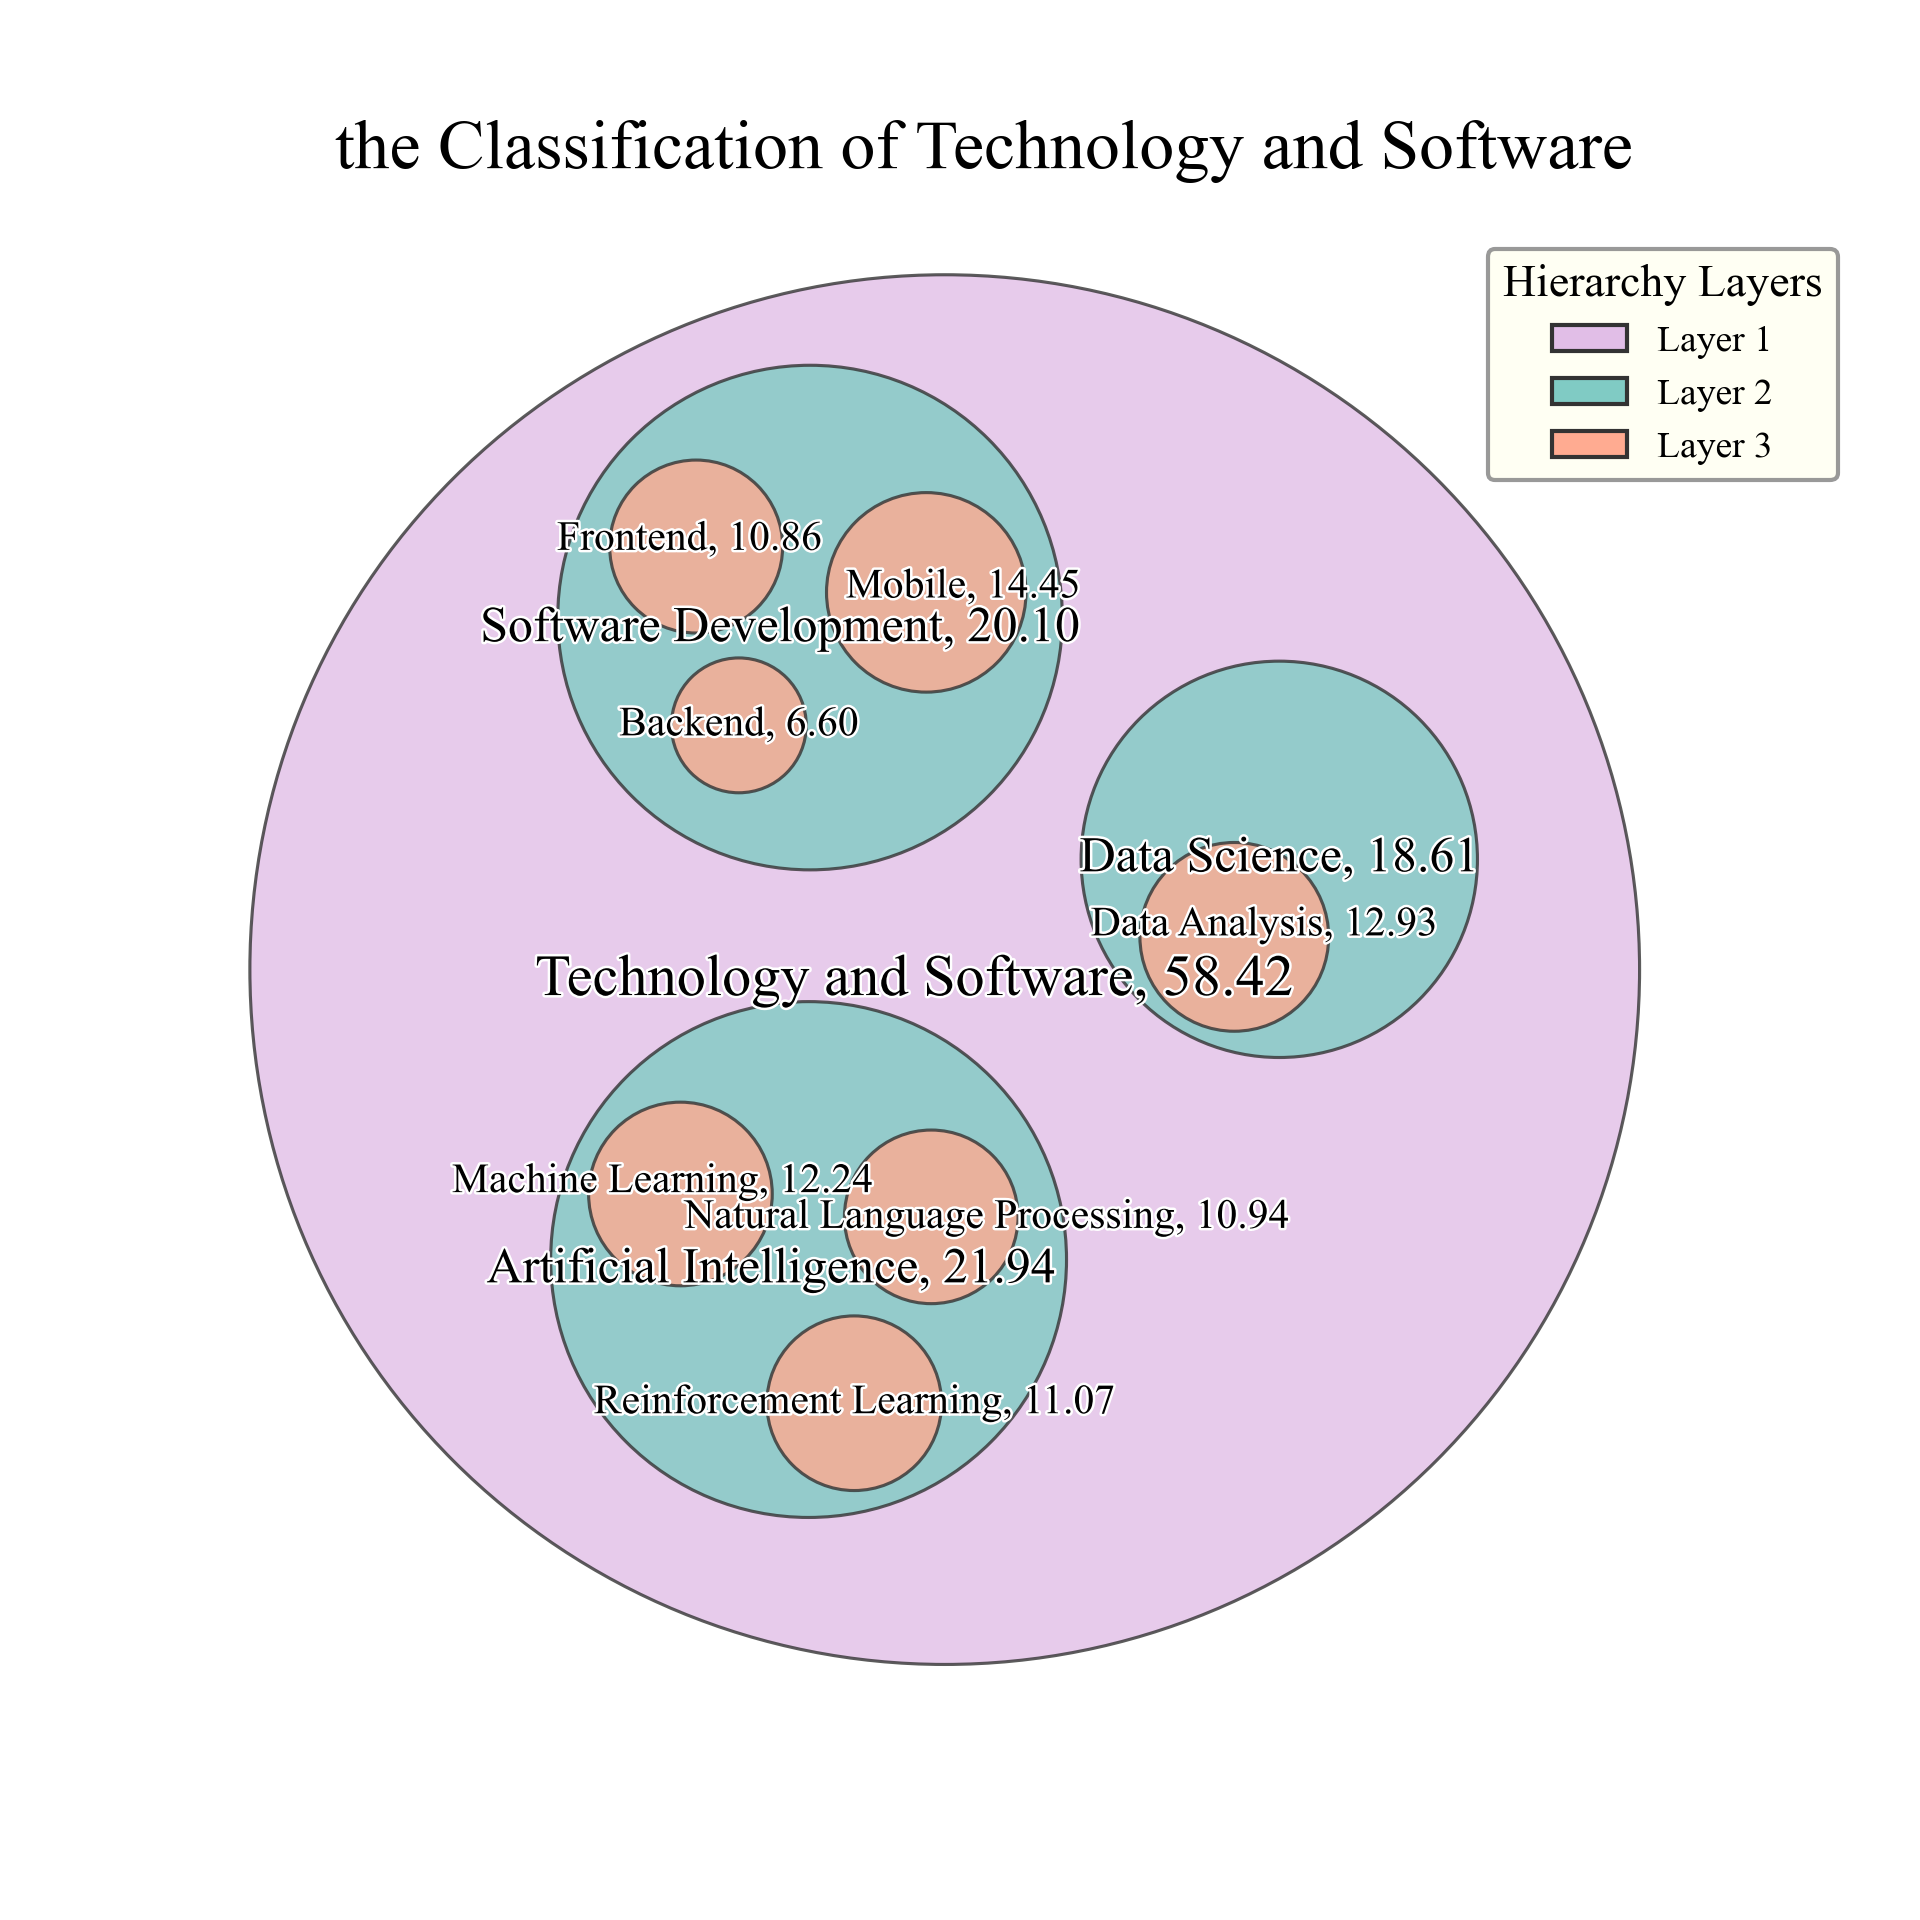 the Classification of Technology and Software
Hierarchy Layers
Layer 1
Layer 2
Layer 3
Frontend, 10.86
Mobile, 14.45
Software Development, 20.10
Backend, 6.60
Data Science, 18.61
Data Analysis, 12.93
Technology and Software, 58.42
Machine Learning, 12.24
Natural Language Processing, 10.94
Artificial Intelligence, 21.94
Reinforcement Learning, 11.07